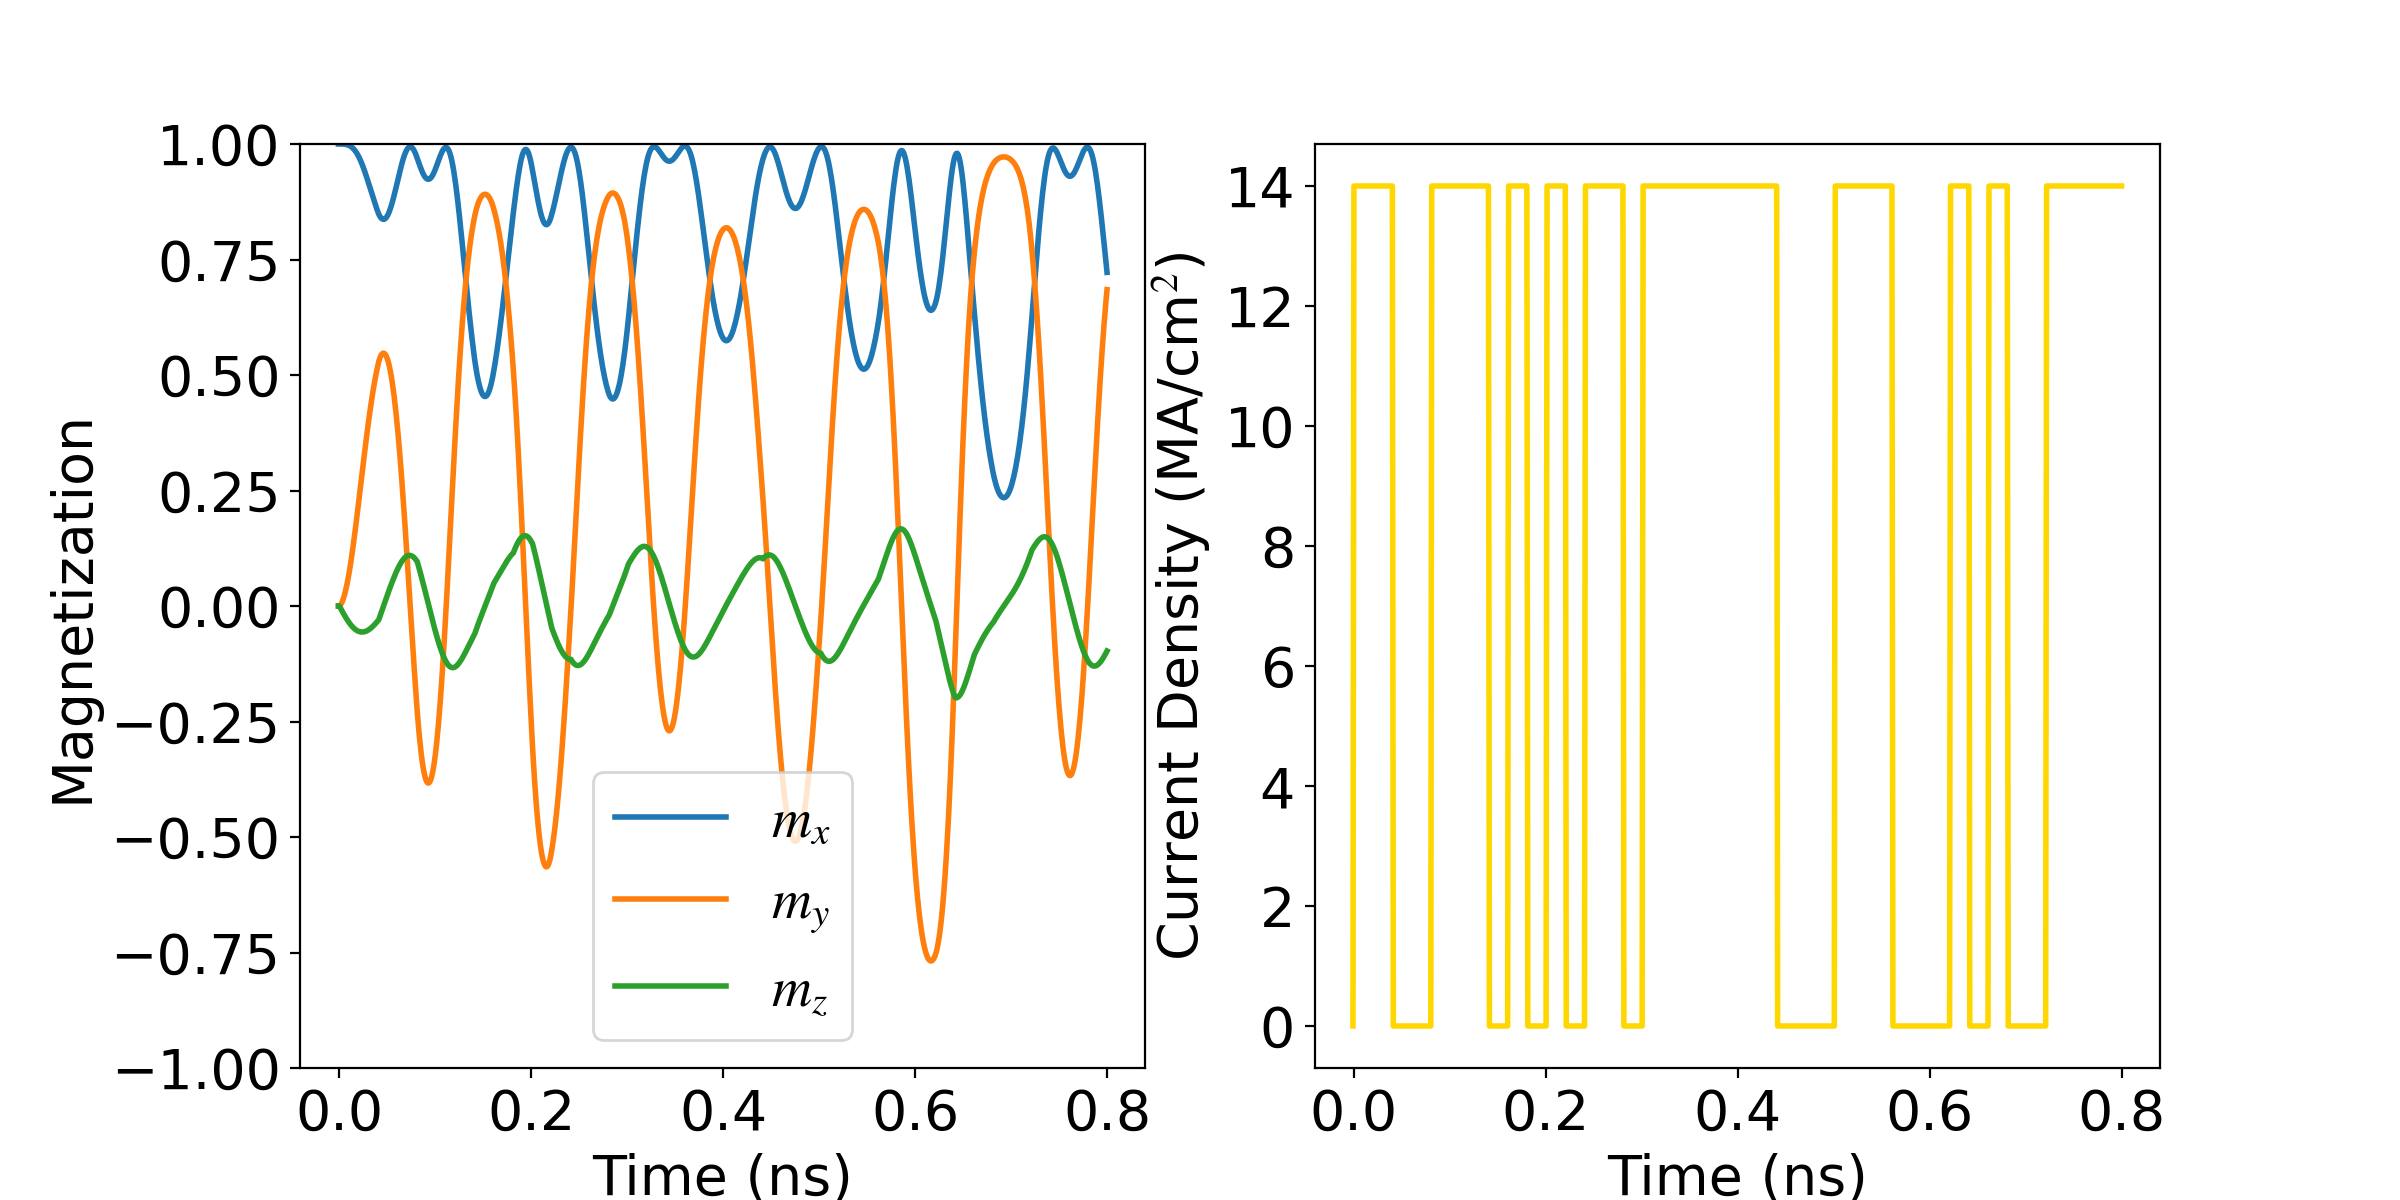 1.00
0.75
0.50
0.25
0.00
−0.25
−0.50
−0.75
−1.00
Magnetization
0.0 0.2 0.4 0.6 0.8
Time (ns)
m_x
m_y
m_z
14
12
10
8
6
4
2
0
Current Density (MA/cm²)
0.0 0.2 0.4 0.6 0.8
Time (ns)